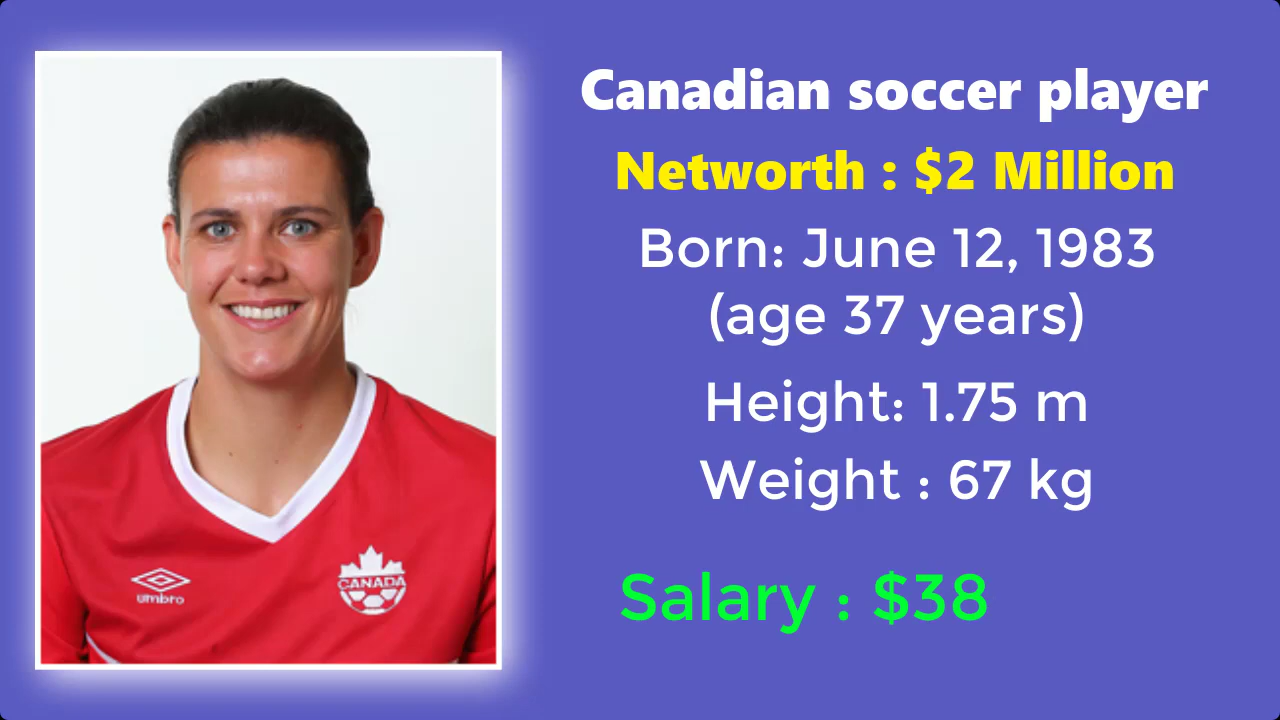 Canadian soccer player
Networth : $2 Million
Born: June 12, 1983
(age 37 years)
Height: 1.75 m
Weight : 67 kg
Salary : $38
umbro
CANADA